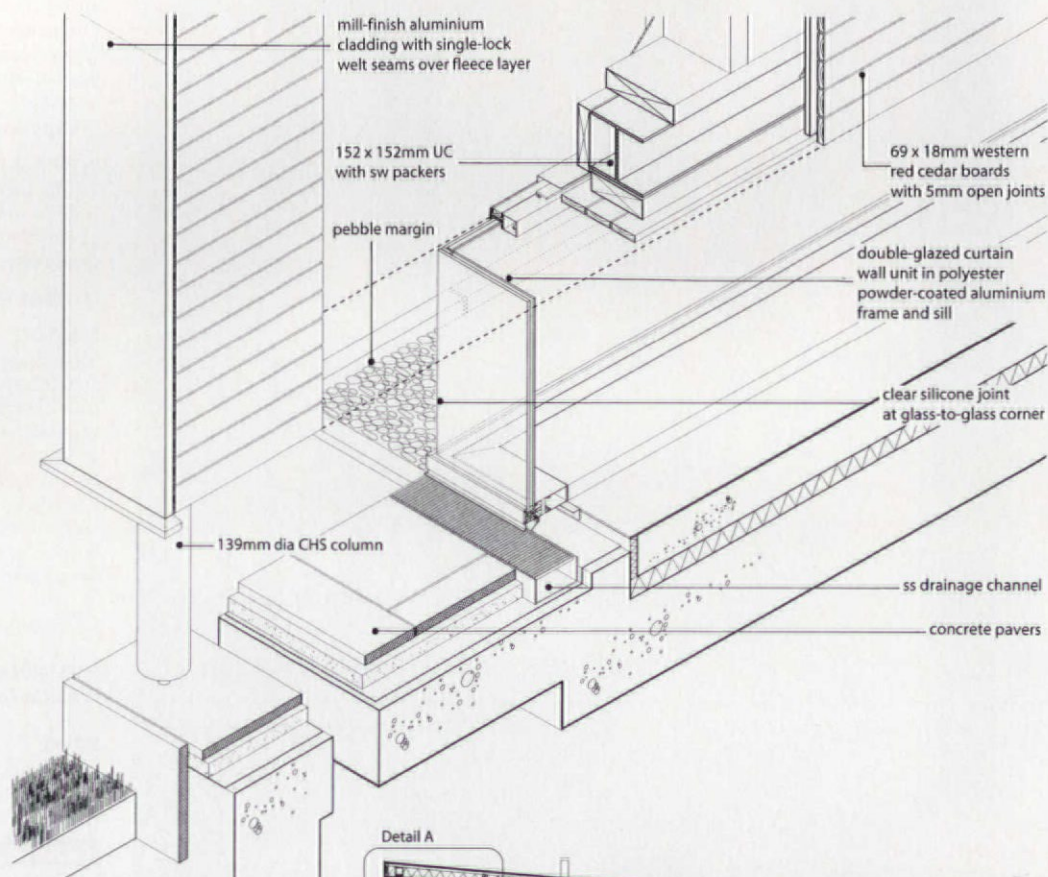 mill-finish aluminium
cladding with single-lock
welt seams over fleece layer
152 x 152mm UC
with sw packers
69 x 18mm western
red cedar boards
with 5mm open joints
pebble margin
double-glazed curtain
wall unit in polyester
powder-coated aluminium
frame and sill
clear silicone joint
at glass-to-glass corner
139mm dia CHS column
ss drainage channel
concrete pavers
Detail A